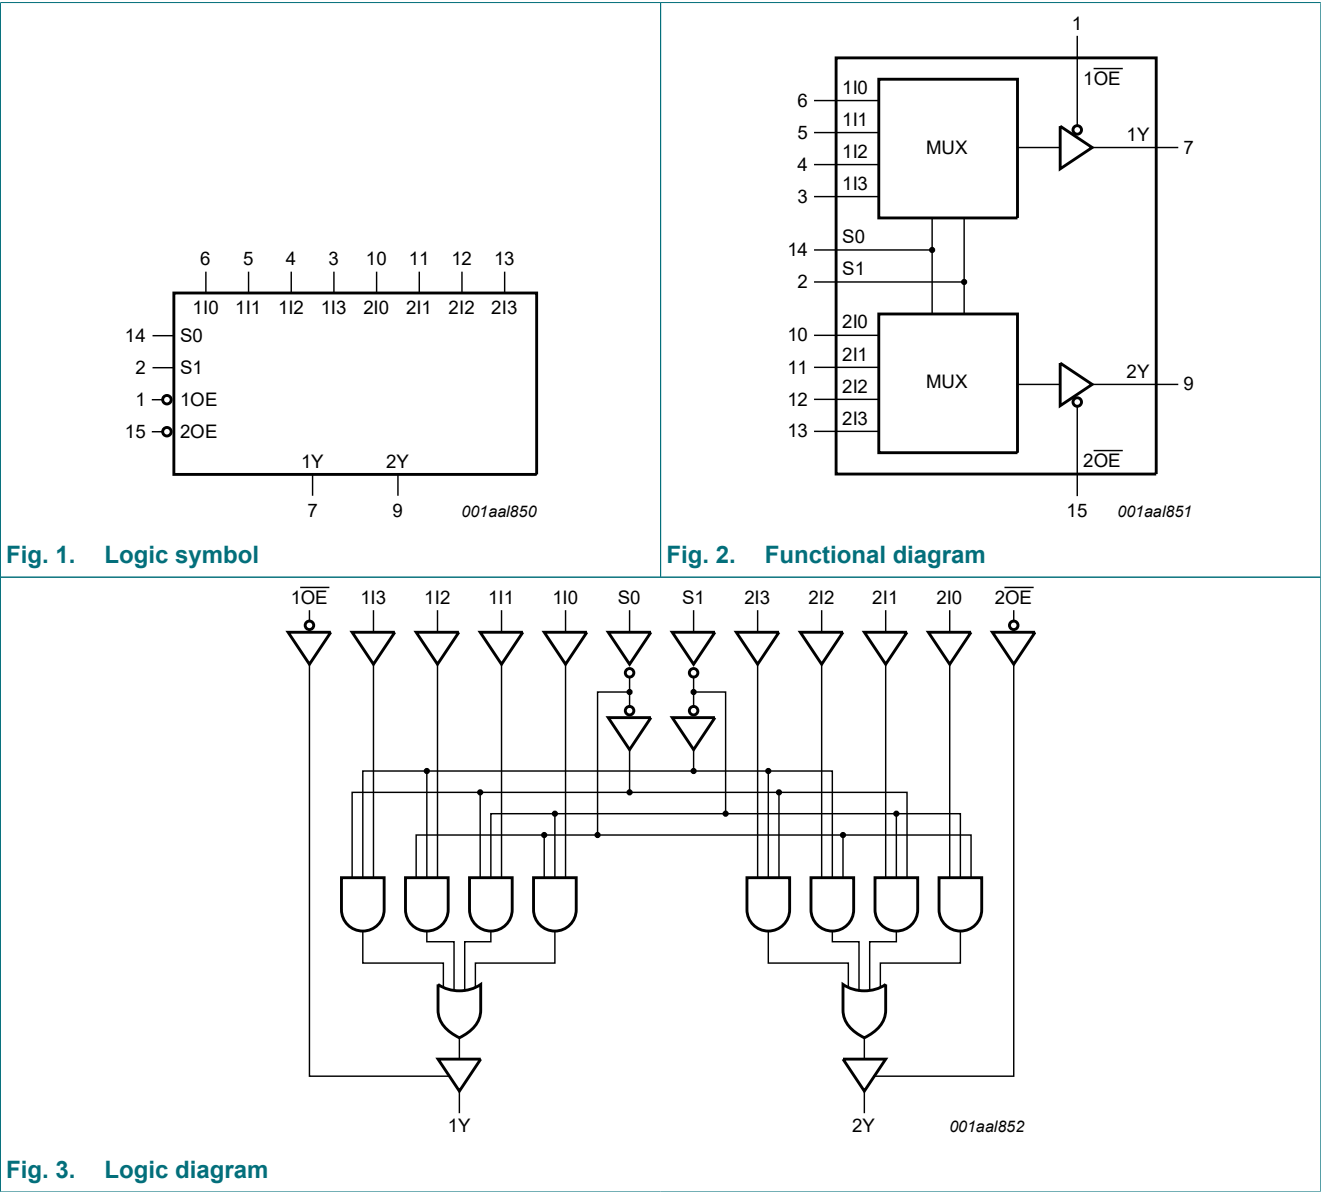 6 5 4 3 10 11 12 13
1I0 1I1 1I2 1I3 2I0 2I1 2I2 2I3
14 S0
2 S1
1 1OE
15 2OE
1Y 2Y
7 9
001aal850
Fig. 1. Logic symbol
1
1O̅E̅
6 1I0
5 1I1
4 1I2
3 1I3
MUX
1Y 7
14 S0
2 S1
10 2I0
11 2I1
12 2I2
13 2I3
MUX
2Y 9
2O̅E̅
15
001aal851
Fig. 2. Functional diagram
1O̅E̅ 1I3 1I2 1I1 1I0 S0 S1 2I3 2I2 2I1 2I0 2O̅E̅
1Y 2Y
001aal852
Fig. 3. Logic diagram